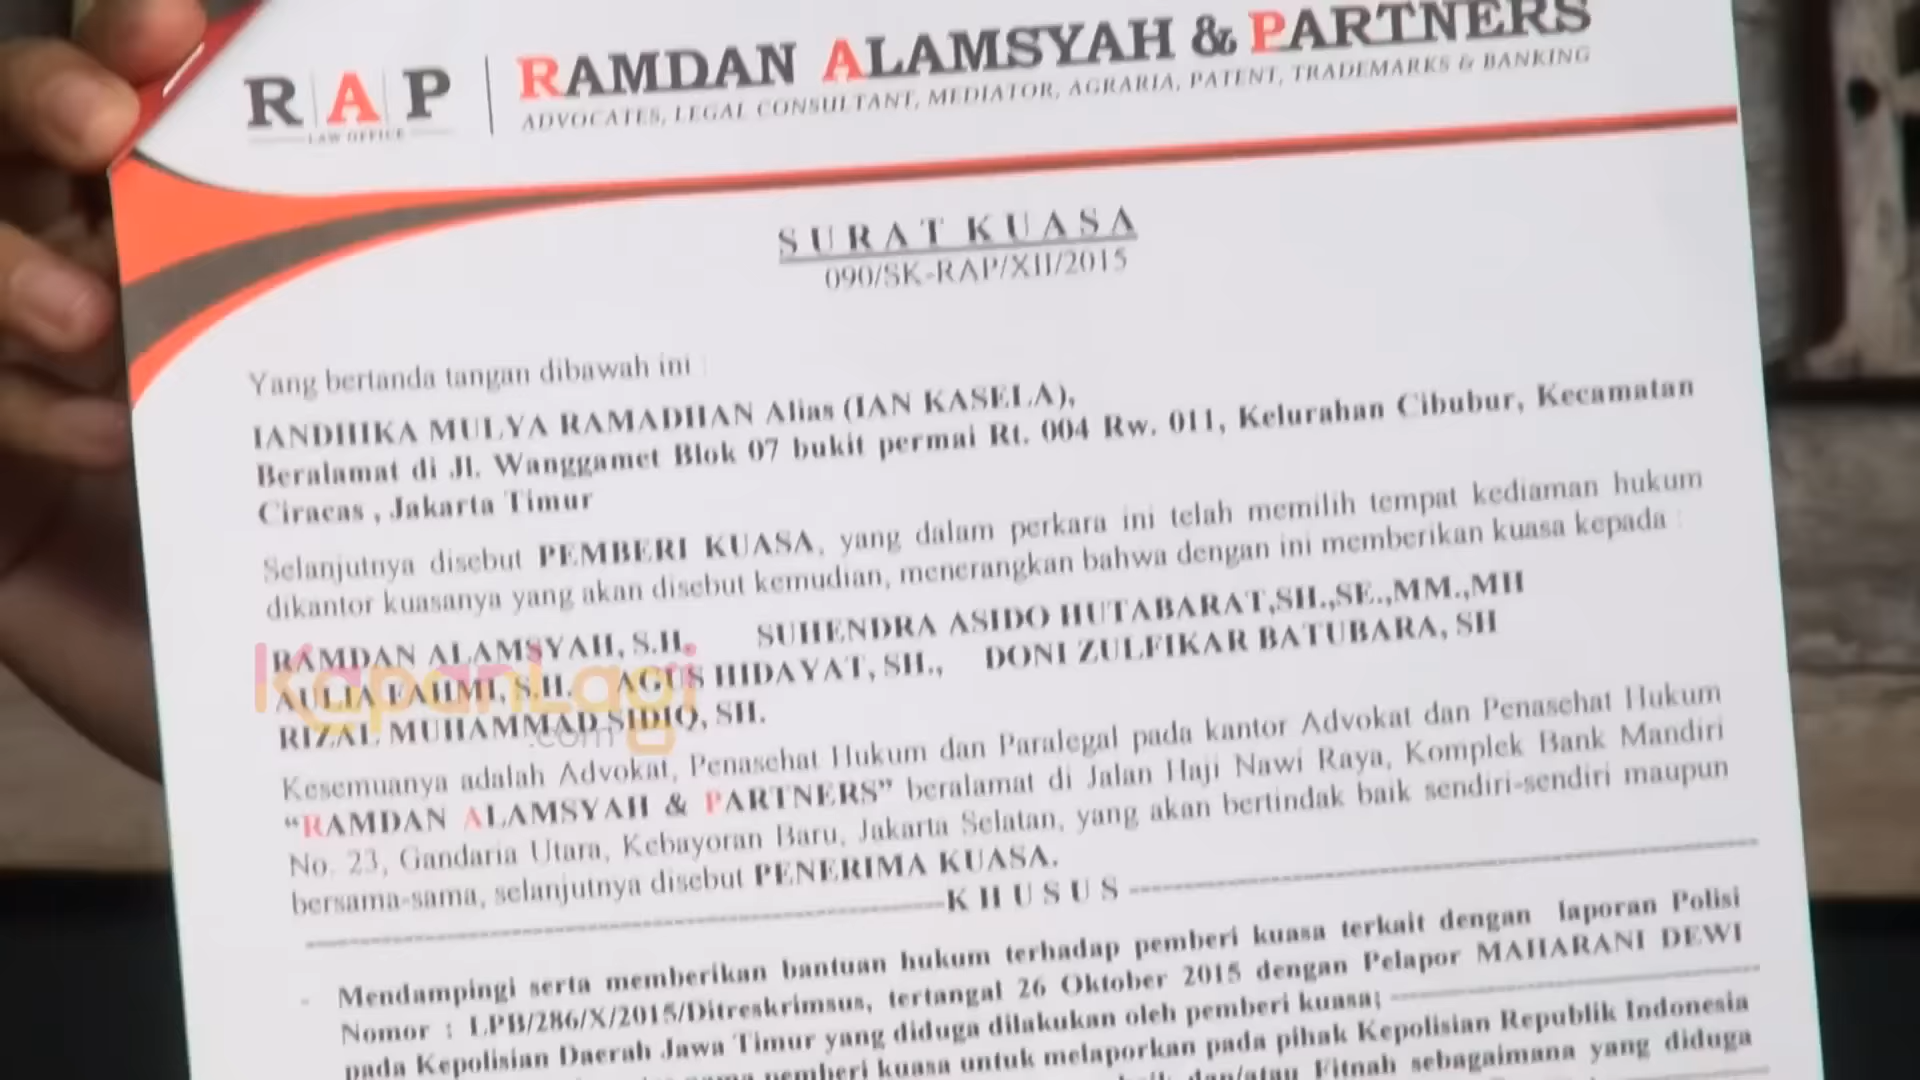 R A P
LAW OFFICE
RAMDAN ALAMSYAH & PARTNERS
ADVOCATES, LEGAL CONSULTANT, MEDIATOR, AGRARIA, PATENT, TRADEMARKS & BANKING
SURAT KUASA
090/SK-RAP/XII/2015
Yang bertanda tangan dibawah ini :
IANDHIKA MULYA RAMADHAN Alias (IAN KASELA),
Beralamat di Jl. Wanggamet Blok 07 bukit permai Rt. 004 Rw. 011, Kelurahan Cibubur, Kecamatan
Ciracas , Jakarta Timur
Selanjutnya disebut PEMBERI KUASA, yang dalam perkara ini telah memilih tempat kediaman hukum
dikantor kuasanya yang akan disebut kemudian, menerangkan bahwa dengan ini memberikan kuasa kepada :
RAMDAN ALAMSYAH, S.H. SUHENDRA ASIDO HUTABARAT,SH.,SE.,MM.,MH
AULIA FAHMI, S.H. AGUS HIDAYAT, SH., DONI ZULFIKAR BATUBARA, SH
RIZAL MUHAMMAD SIDIQ, SH.
KapanLagi
.com
Kesemuanya adalah Advokat, Penasehat Hukum dan Paralegal pada kantor Advokat dan Penasehat Hukum
“RAMDAN ALAMSYAH & PARTNERS” beralamat di Jalan Haji Nawi Raya, Komplek Bank Mandiri
No. 23, Gandaria Utara, Kebayoran Baru, Jakarta Selatan, yang akan bertindak baik sendiri-sendiri maupun
bersama-sama, selanjutnya disebut PENERIMA KUASA.
KHUSUS
- Mendampingi serta memberikan bantuan hukum terhadap pemberi kuasa terkait dengan laporan Polisi
Nomor : LPB/286/X/2015/Ditreskrimsus, tertangal 26 Oktober 2015 dengan Pelapor MAHARANI DEWI
pada Kepolisian Daerah Jawa Timur yang diduga dilakukan oleh pemberi kuasa;
pemberi kuasa untuk melaporkan pada pihak Kepolisian Republik Indonesia
dan/atau Fitnah sebagaimana yang diduga